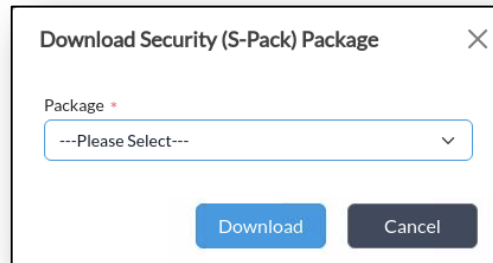 Download Security (S-Pack) Package
Package *
---Please Select---
Download
Cancel